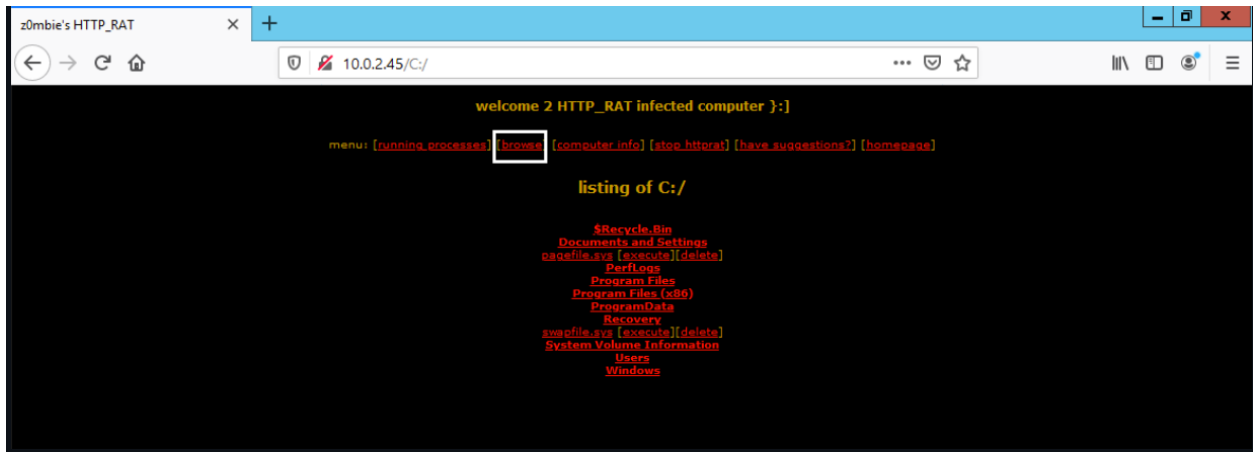 z0mbie's HTTP_RAT
10.0.2.45/C:/
welcome 2 HTTP_RAT infected computer }:]
menu: [running processes] [browse] [computer info] [stop httprat] [have suggestions?] [homepage]
listing of C:/
$Recycle.Bin
Documents and Settings
pagefile.sys [execute][delete]
PerfLogs
Program Files
Program Files (x86)
ProgramData
Recovery
swapfile.sys [execute][delete]
System Volume Information
Users
Windows